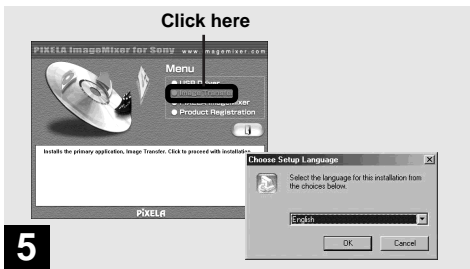 Click here
PIXELA ImageMixer for Sony www.imagemixer.com
Menu
USB Driver
Image Transfer
PIXELA ImageMixer
Product Registration
Installs the primary application, Image Transfer. Click to proceed with installation.
PIXELA
Choose Setup Language
Select the language for this installation from
the choices below.
English
OK Cancel
5